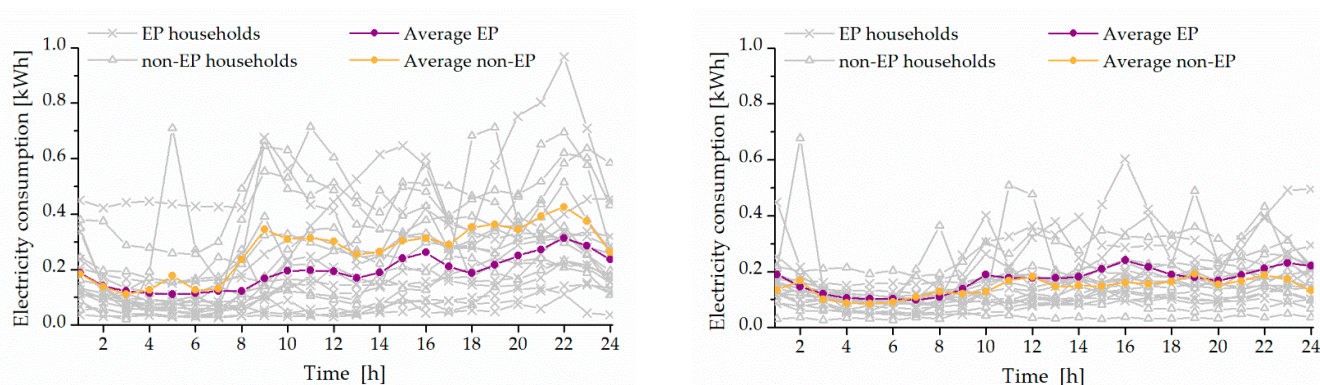 EP households Average EP
non-EP households Average non-EP
Electricity consumption [kWh]
1.0
0.8
0.6
0.4
0.2
0.0
2 4 6 8 10 12 14 16 18 20 22 24
Time [h]
EP households Average EP
non-EP households Average non-EP
Electricity consumption [kWh]
1.0
0.8
0.6
0.4
0.2
0.0
2 4 6 8 10 12 14 16 18 20 22 24
Time [h]